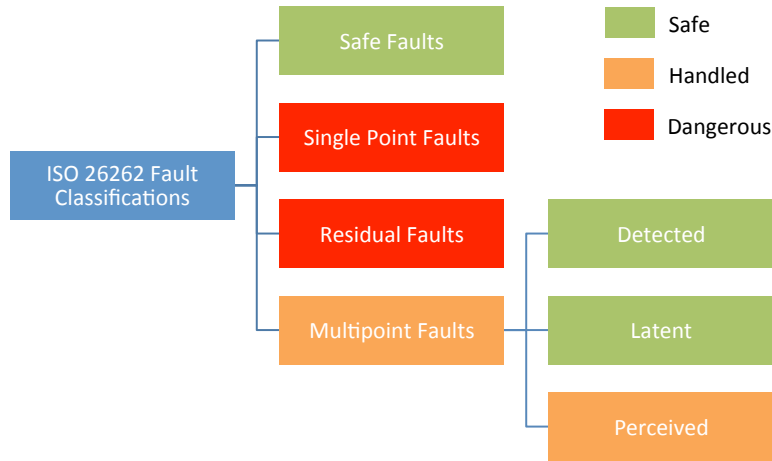 Safe Faults
Safe
Handled
Single Point Faults
Dangerous
ISO 26262 Fault
Classifications
Residual Faults
Detected
Multipoint Faults
Latent
Perceived